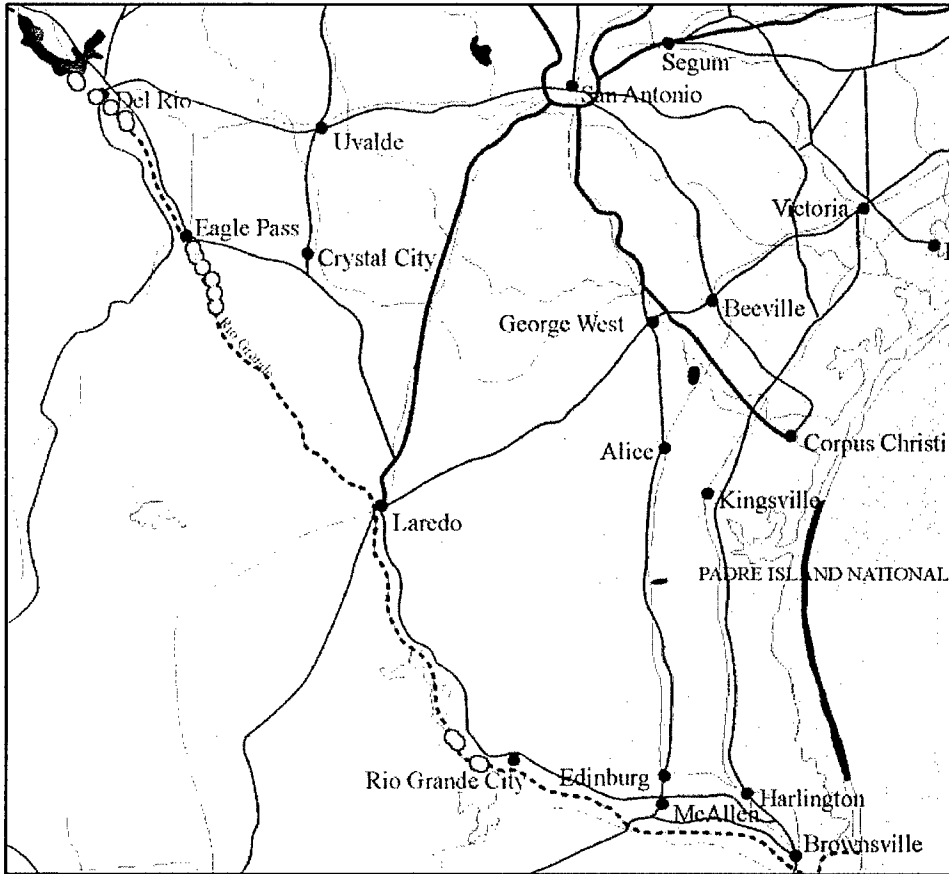 Segum
San Antonio
Del Rio
Uvalde
Victoria
Eagle Pass
Crystal City
Beeville
George West
Rio Grande
Corpus Christi
Alice
Kingsville
Laredo
PADRE ISLAND NATIONAL
Rio Grande City
Edinburg
Harlington
McAllen
Brownsville